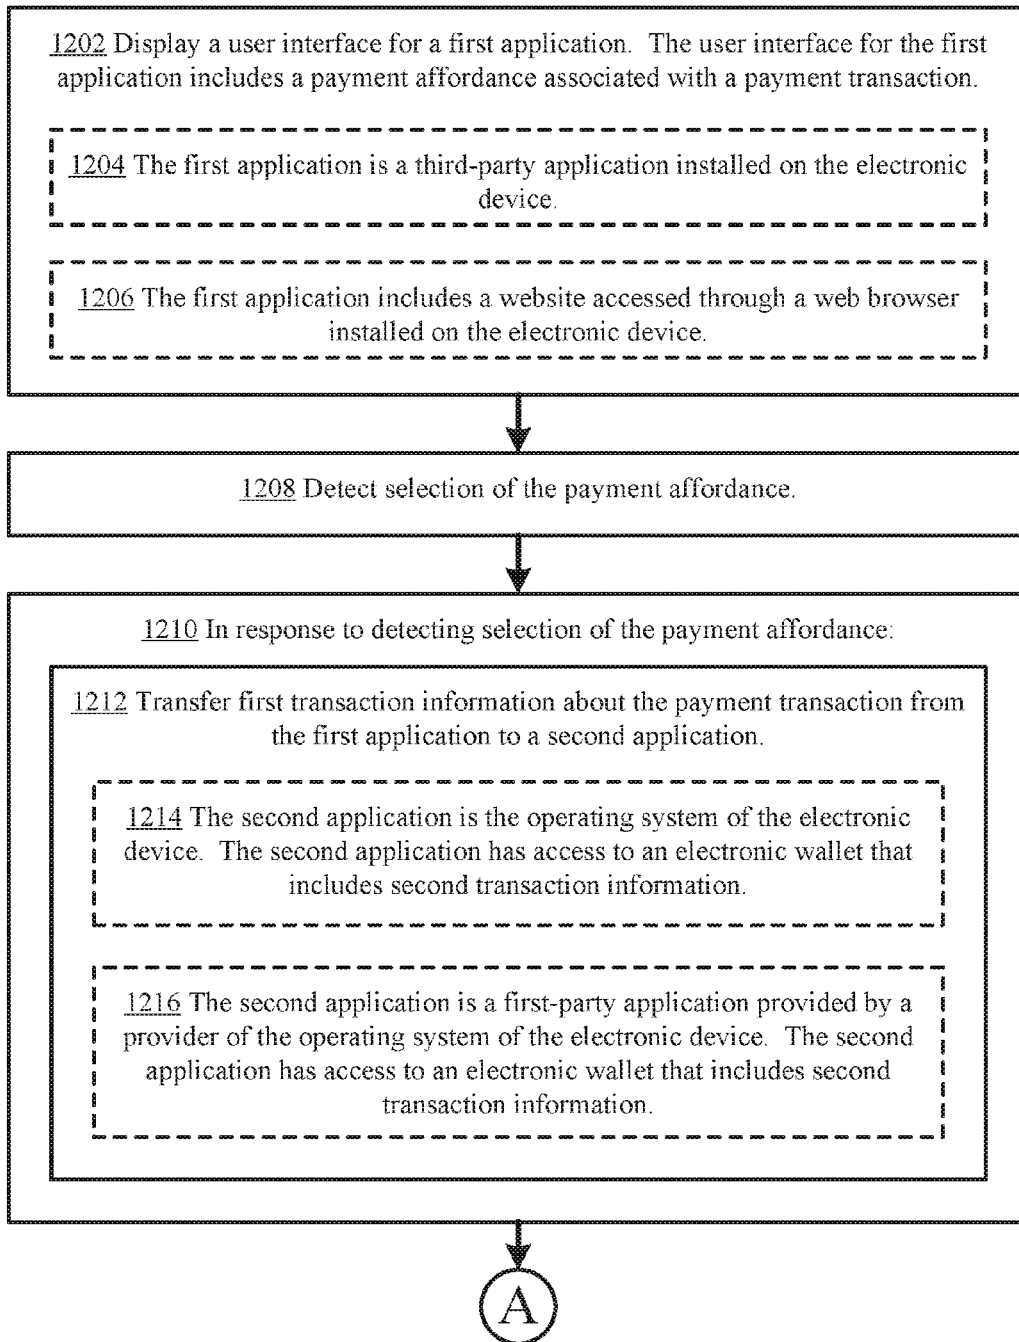 1202 Display a user interface for a first application. The user interface for the first
application includes a payment affordance associated with a payment transaction.
1204 The first application is a third-party application installed on the electronic
device.
1206 The first application includes a website accessed through a web browser
installed on the electronic device.
1208 Detect selection of the payment affordance.
1210 In response to detecting selection of the payment affordance:
1212 Transfer first transaction information about the payment transaction from
the first application to a second application.
1214 The second application is the operating system of the electronic
device. The second application has access to an electronic wallet that
includes second transaction information.
1216 The second application is a first-party application provided by a
provider of the operating system of the electronic device. The second
application has access to an electronic wallet that includes second
transaction information.
A